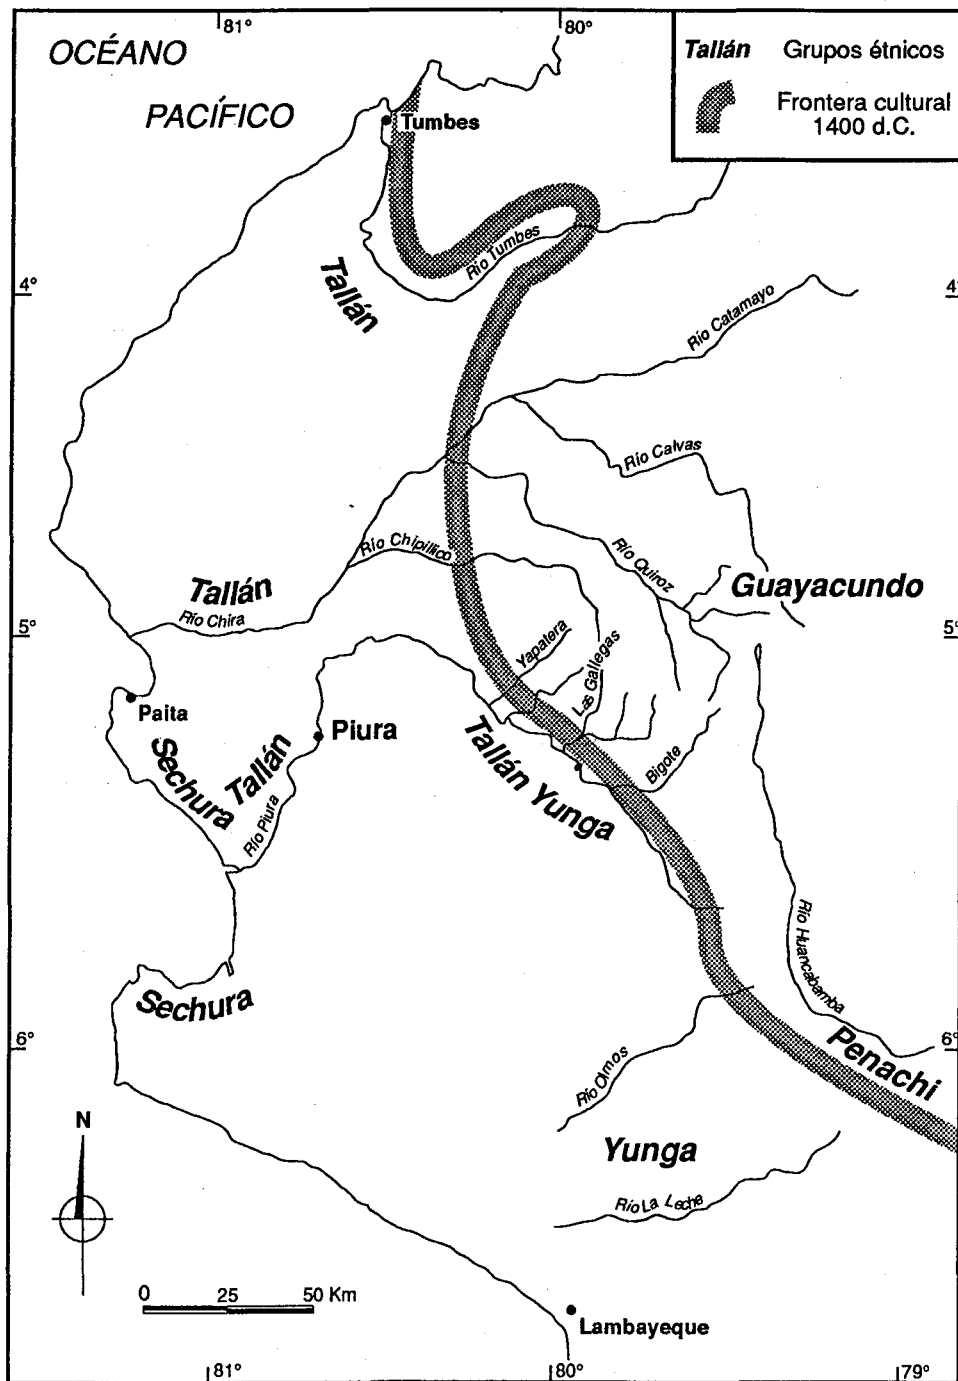 81°
80°
OCÉANO
PACÍFICO
Tallán Grupos étnicos
Frontera cultural
1400 d.C.
Tumbes
Río Tumbes
Tallán
4°
4°
Río Catamayo
Río Calvas
Río Chipillico
Río Quiroz
Tallán
Río Chira
Guayacundo
5°
5°
Yapatera
Las Gallegas
Paita
Piura
Sechura
Tallán
Río Piura
Tallán Yunga
Bigote
Río Huancabamba
Sechura
6°
6°
Penachi
Río Olmos
N
Yunga
Río La Leche
0 25 50 Km
Lambayeque
81°
80°
79°